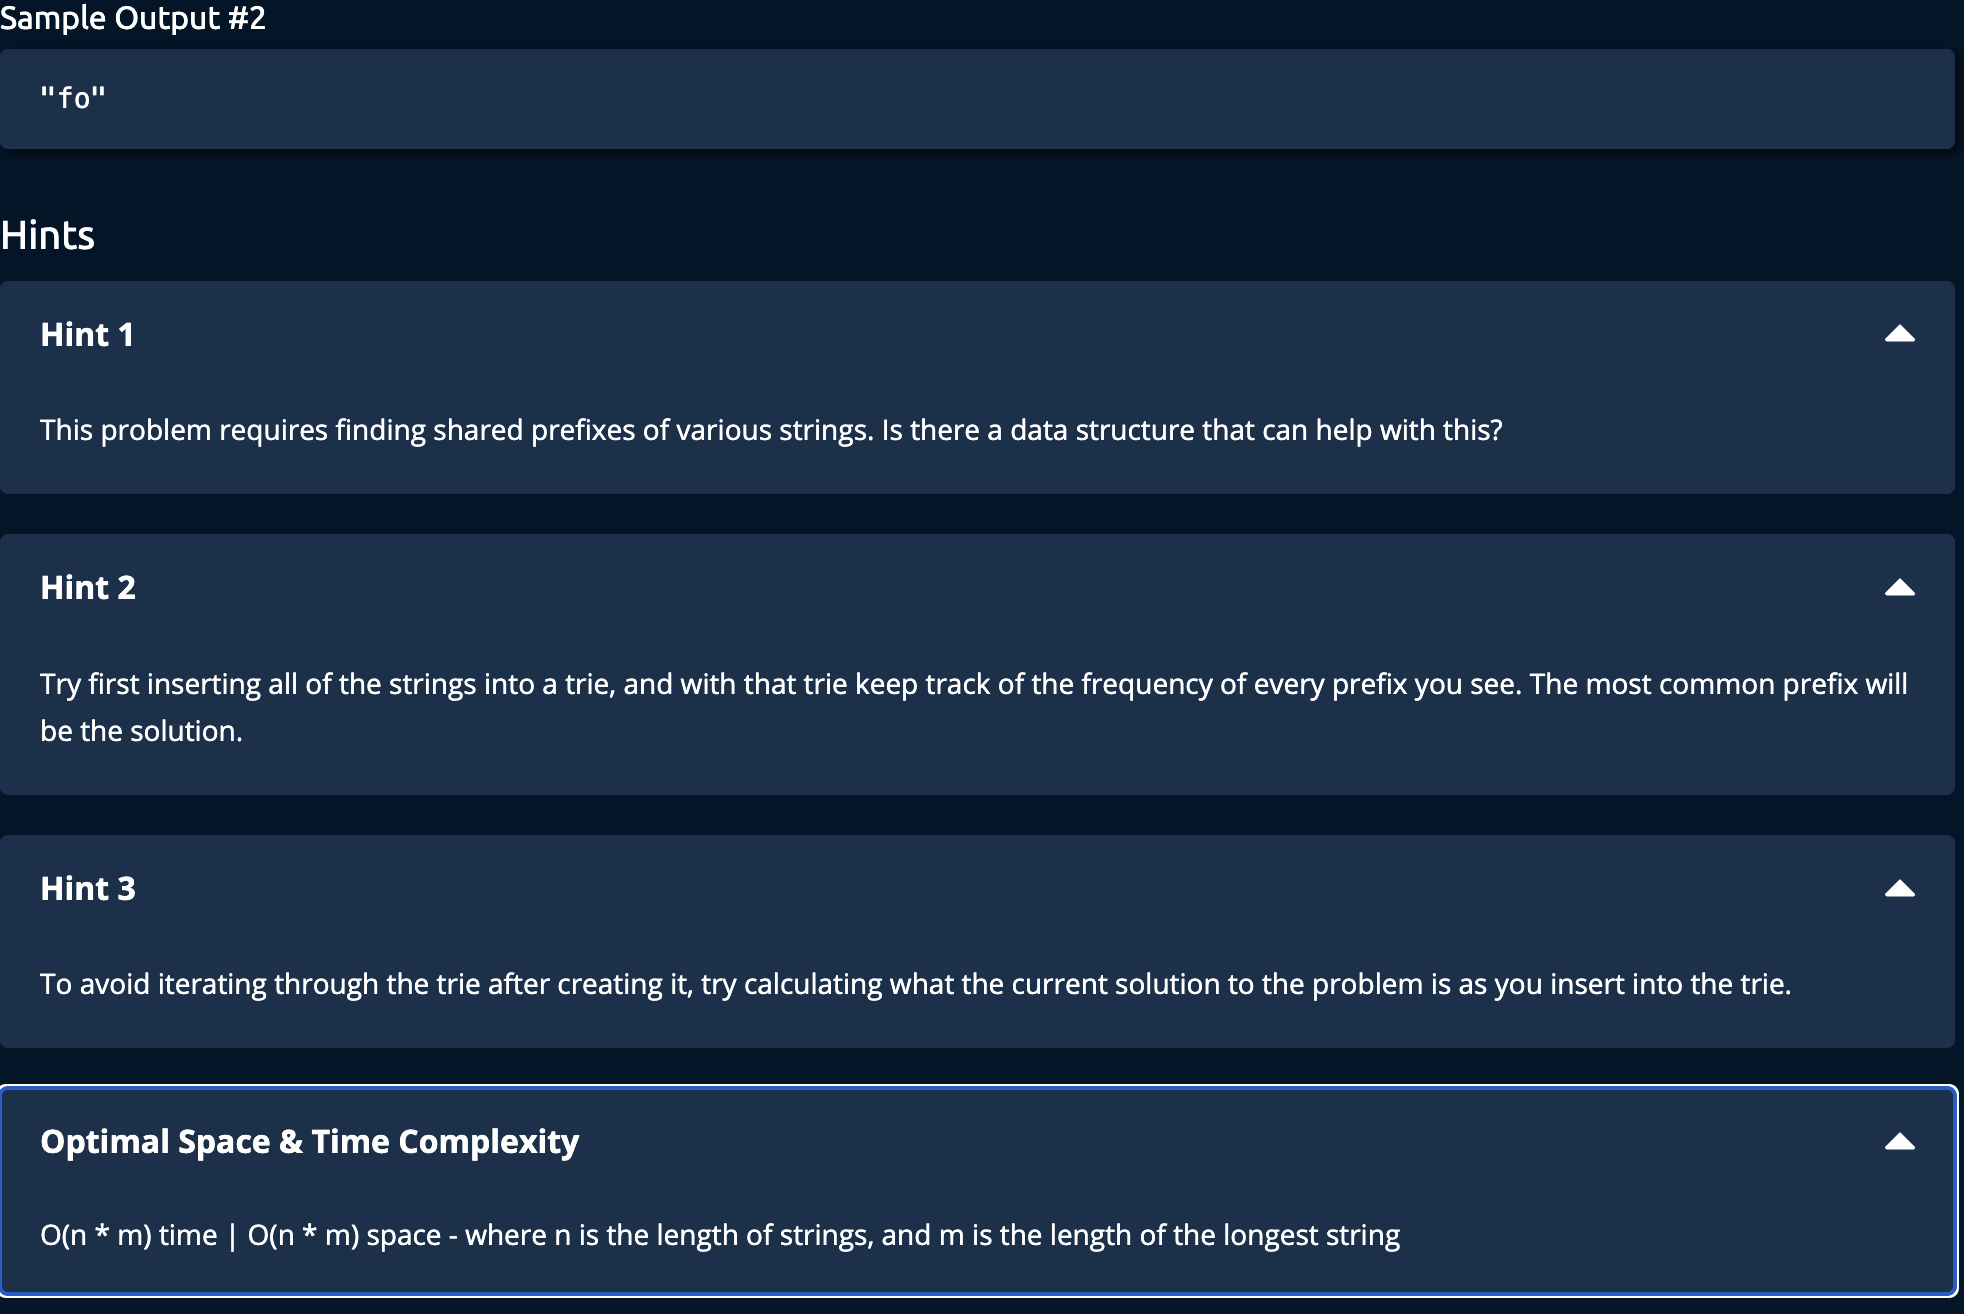 Sample Output #2
"fo"
Hints
Hint 1
This problem requires finding shared prefixes of various strings. Is there a data structure that can help with this?
Hint 2
Try first inserting all of the strings into a trie, and with that trie keep track of the frequency of every prefix you see. The most common prefix will
be the solution.
Hint 3
To avoid iterating through the trie after creating it, try calculating what the current solution to the problem is as you insert into the trie.
Optimal Space & Time Complexity
O(n * m) time | O(n * m) space - where n is the length of strings, and m is the length of the longest string